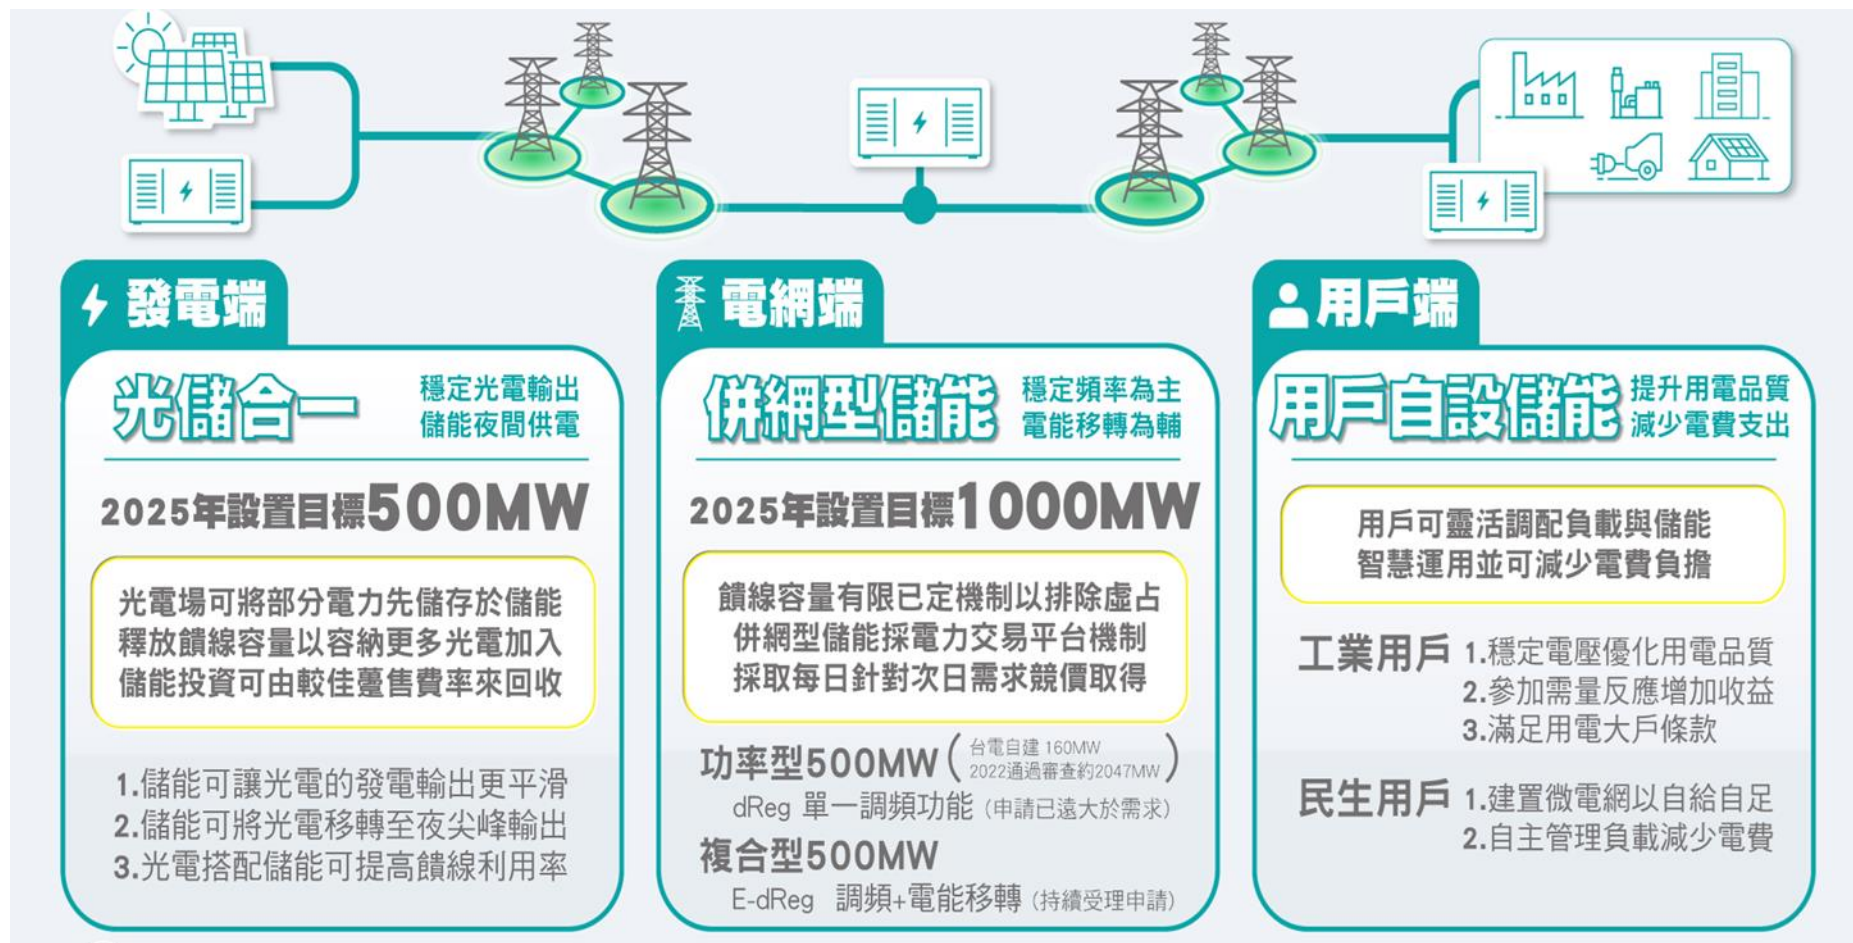 發電端
光儲合一
穩定光電輸出
儲能夜間供電
2025年設置目標500MW
光電場可將部分電力先儲存於儲能
釋放饋線容量以容納更多光電加入
儲能投資可由較佳躉售費率來回收
1.儲能可讓光電的發電輸出更平滑
2.儲能可將光電移轉至夜尖峰輸出
3.光電搭配儲能可提高饋線利用率
電網端
併網型儲能
穩定頻率為主
電能移轉為輔
2025年設置目標1000MW
饋線容量有限已定機制以排除虛占
併網型儲能採電力交易平台機制
採取每日針對次日需求競價取得
功率型500MW(台電自建 160MW
2022通過審查約2047MW)
dReg 單一調頻功能 (申請已遠大於需求)
複合型500MW
E-dReg 調頻+電能移轉 (持續受理申請)
用戶端
用戶自設儲能
提升用電品質
減少電費支出
用戶可靈活調配負載與儲能
智慧運用並可減少電費負擔
工業用戶 1.穩定電壓優化用電品質
2.參加需量反應增加收益
3.滿足用電大戶條款
民生用戶 1.建置微電網以自給自足
2.自主管理負載減少電費